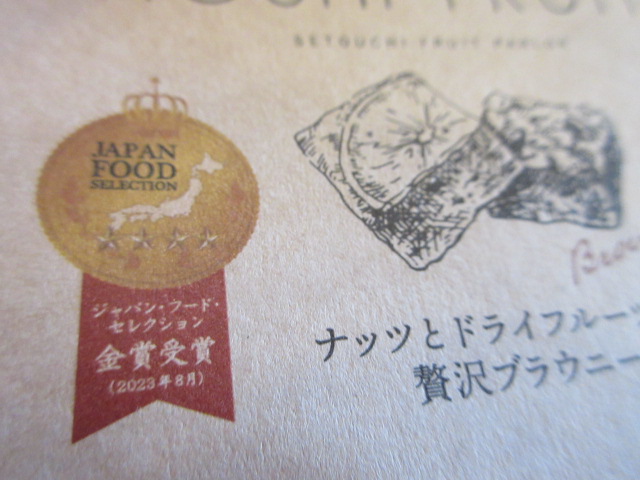 SETOUCHI FRUIT PARLOR
JAPAN
FOOD
SELECTION
ジャパン・フード・
セレクション
金賞受賞
(2023年8月)
ナッツとドライフルー
贅沢ブラウニー